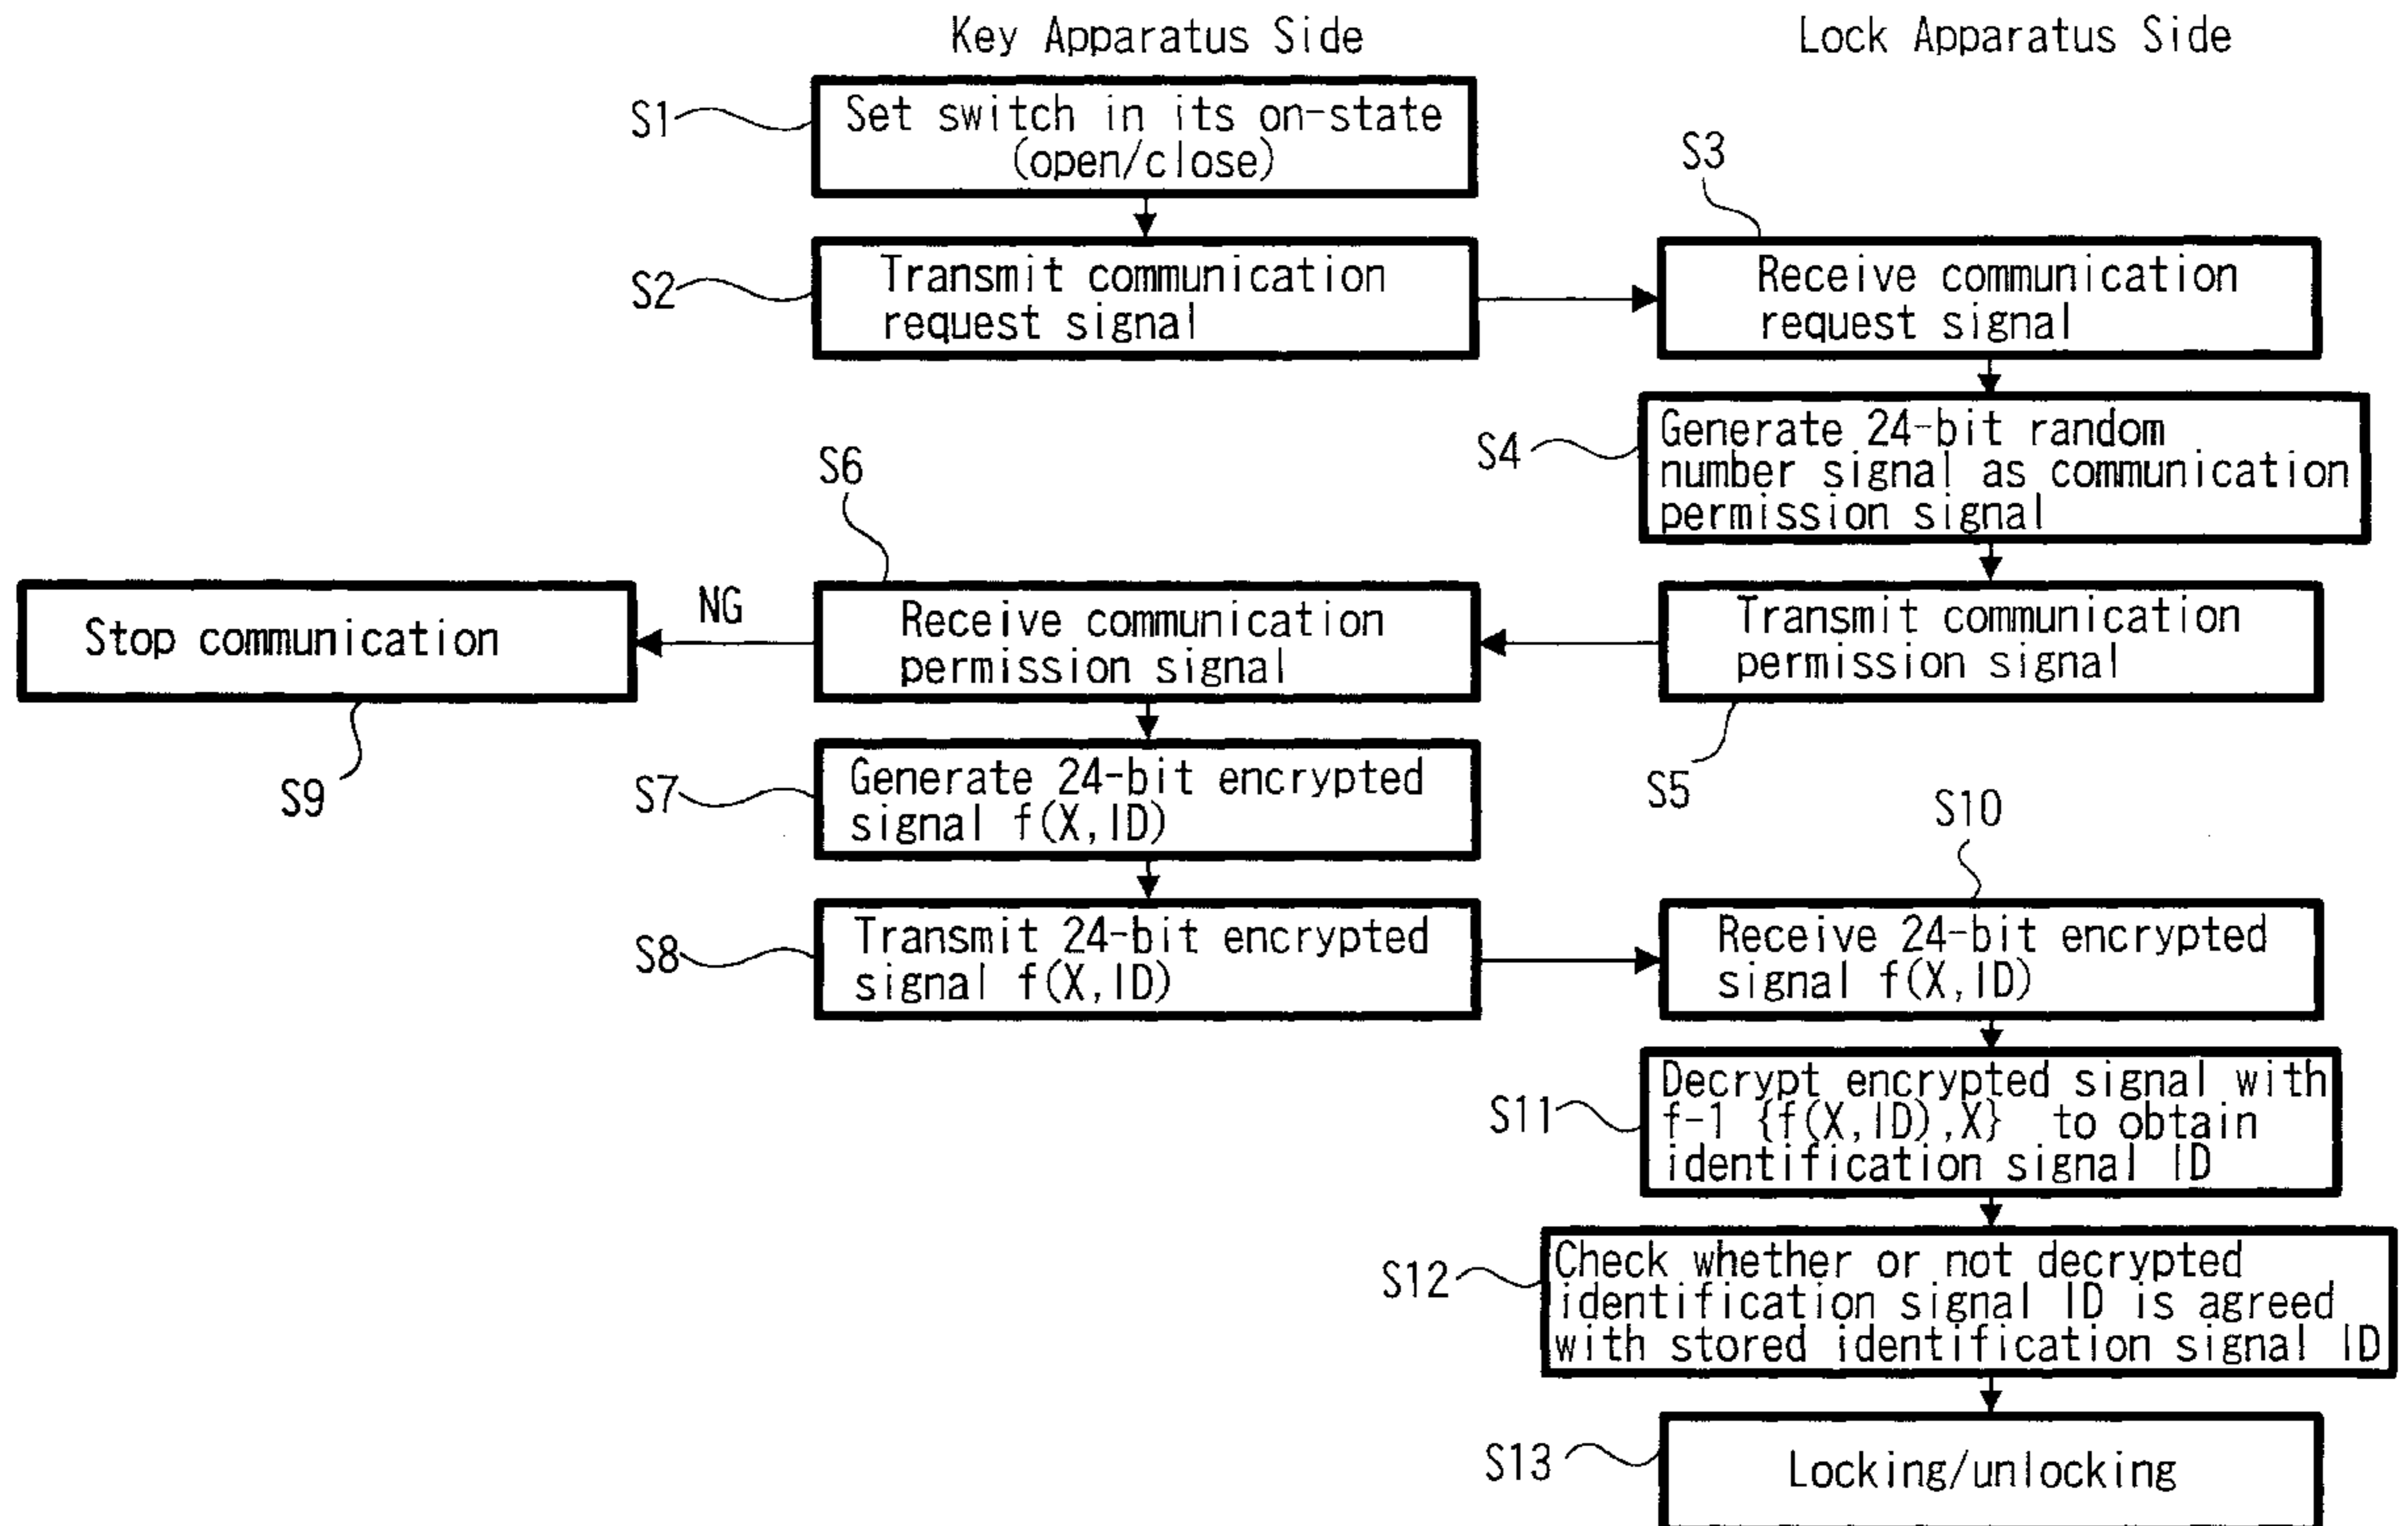 Key Apparatus Side
Lock Apparatus Side
S1
Set switch in its on-state
(open/close)
S2
Transmit communication
request signal
S3
Receive communication
request signal
S4
Generate 24-bit random
number signal as communication
permission signal
S6
Stop communication
NG
Receive communication
permission signal
Transmit communication
permission signal
S9
S5
S7
Generate 24-bit encrypted
signal f(X,ID)
S10
S8
Transmit 24-bit encrypted
signal f(X,ID)
Receive 24-bit encrypted
signal f(X,ID)
S11
Decrypt encrypted signal with
f-1 {f(X,ID),X} to obtain
identification signal ID
S12
Check whether or not decrypted
identification signal ID is agreed
with stored identification signal ID
S13
Locking/unlocking